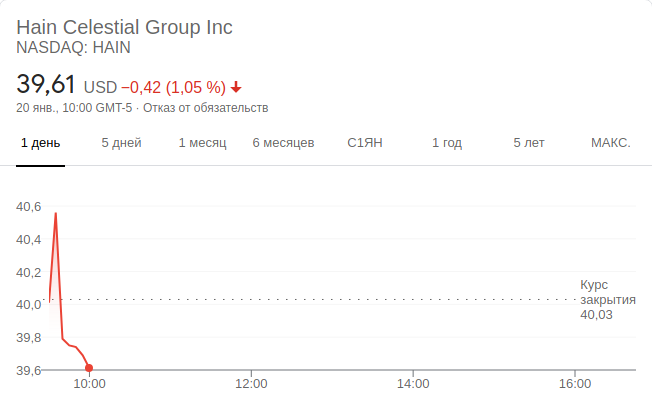 Hain Celestial Group Inc
NASDAQ: HAIN
39,61 USD −0,42 (1,05 %)
20 янв., 10:00 GMT-5 · Отказ от обязательств
1 день 5 дней 1 месяц 6 месяцев С1ЯН 1 год 5 лет МАКС.
40,6
40,4
40,2
40,0
39,8
39,6
Курс
закрытия
40,03
10:00 12:00 14:00 16:00